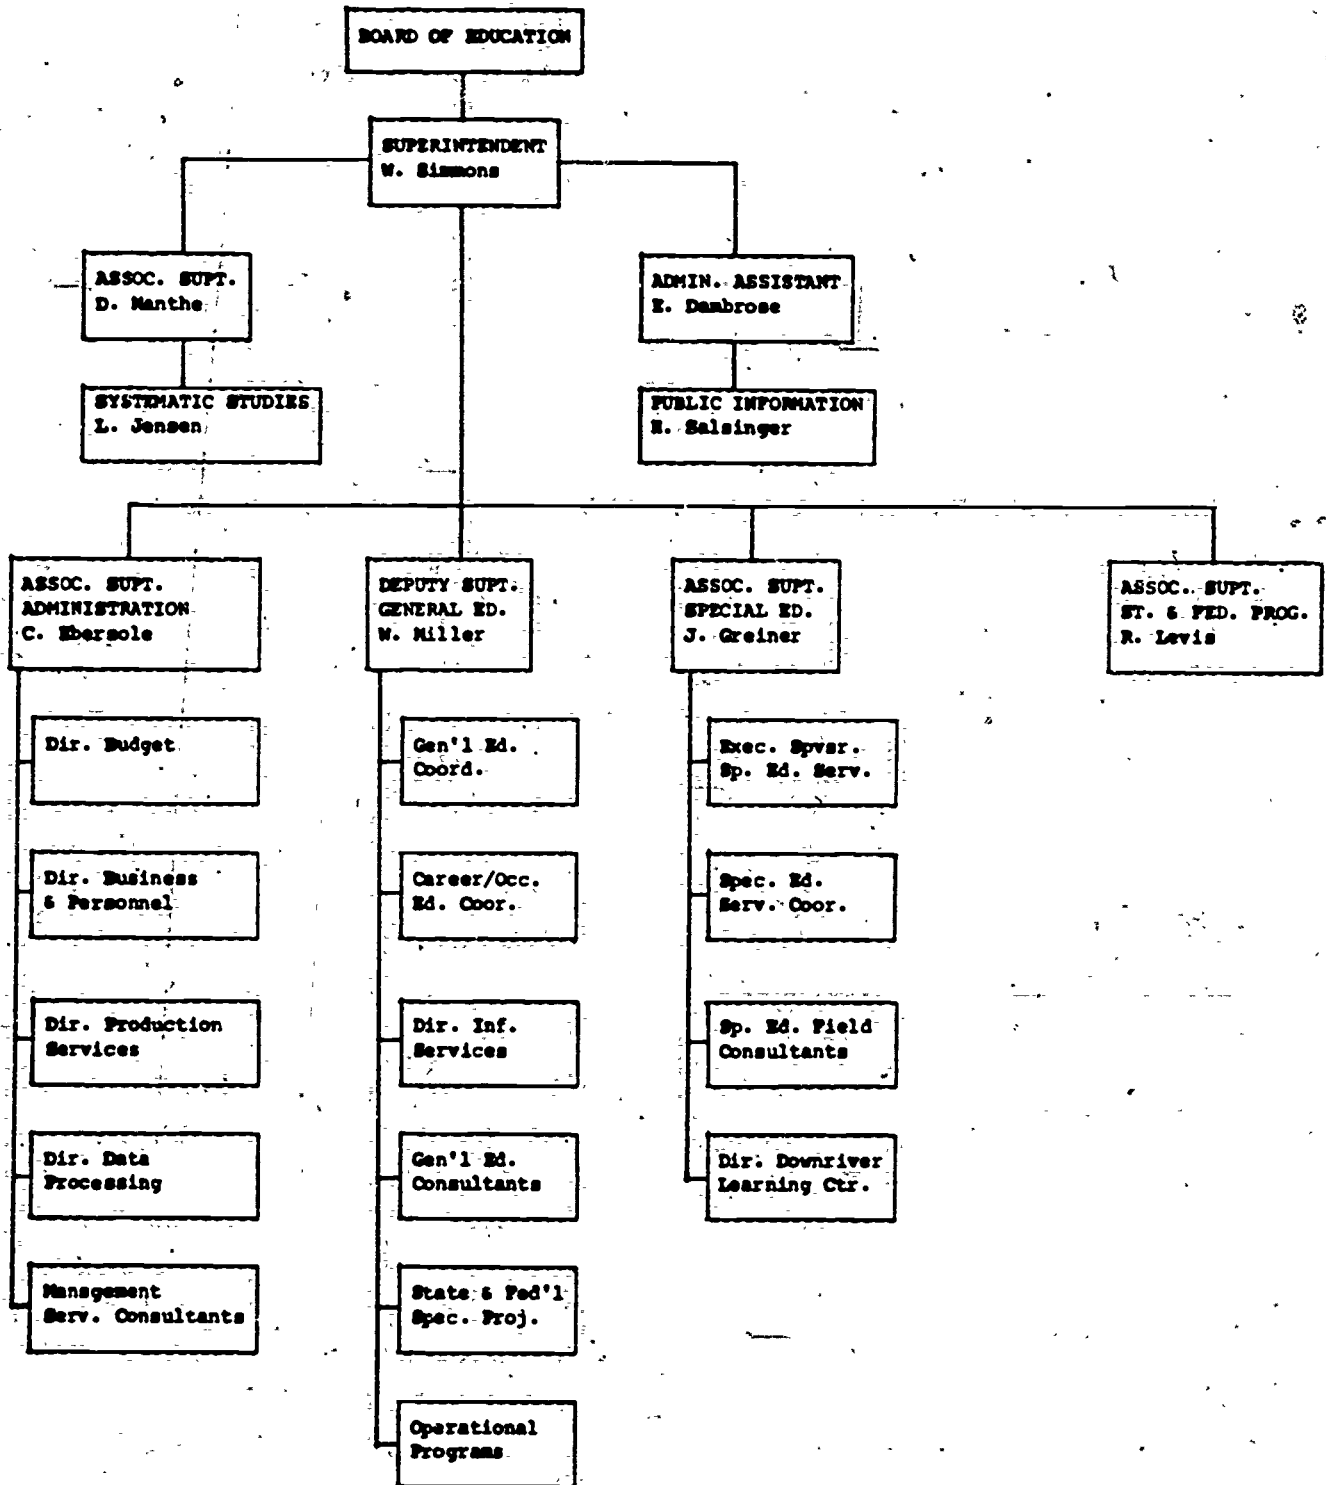 BOARD OF EDUCATION
SUPERINTENDENT
W. Simmons
ASSOC. SUPT.
D. Manthe
ADMIN. ASSISTANT
E. Dambrose
SYSTEMATIC STUDIES
L. Jensen
PUBLIC INFORMATION
H. Salsinger
ASSOC. SUPT.
ADMINISTRATION
C. Ebersole
DEPUTY SUPT.
GENERAL ED.
W. Miller
ASSOC. SUPT.
SPECIAL ED.
J. Greiner
ASSOC. SUPT.
ST. & FED. PROG.
R. Levis
Dir. Budget
Dir. Business
& Personnel
Dir. Production
Services
Dir. Data
Processing
Management
Serv. Consultants
Gen'l Ed.
Coord.
Career/Occ.
Ed. Coor.
Dir. Inf.
Services
Gen'l Ed.
Consultants
State & Fed'l
Spec. Proj.
Operational
Programs
Exec. Spvsr.
Sp. Ed. Serv.
Spec. Ed.
Serv. Coor.
Sp. Ed. Field
Consultants
Dir. Downriver
Learning Ctr.